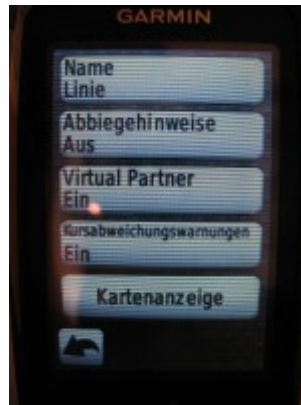 GARMIN
Name
Linie
Abbiegehinweise
Aus
Virtual Partner
Ein
Kursabweichungswarnungen
Ein
Kartenanzeige